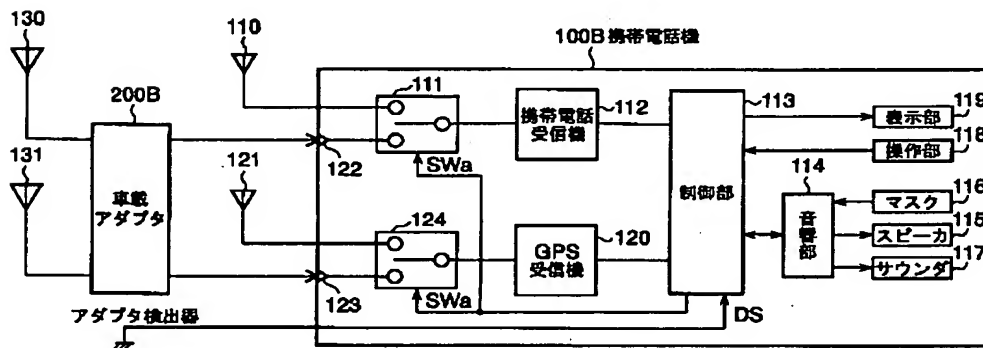 130
110
100B 携帯電話機
200B
111
113
携帯電話
受信機
112
表示部
119
操作部
118
122
SWa
131
121
車載
アダプタ
114
制御部
マスク
116
124
音響部
スピーカ
115
GPS
受信機
120
サウンダ
117
123
SWa
DS
アダプタ検出器